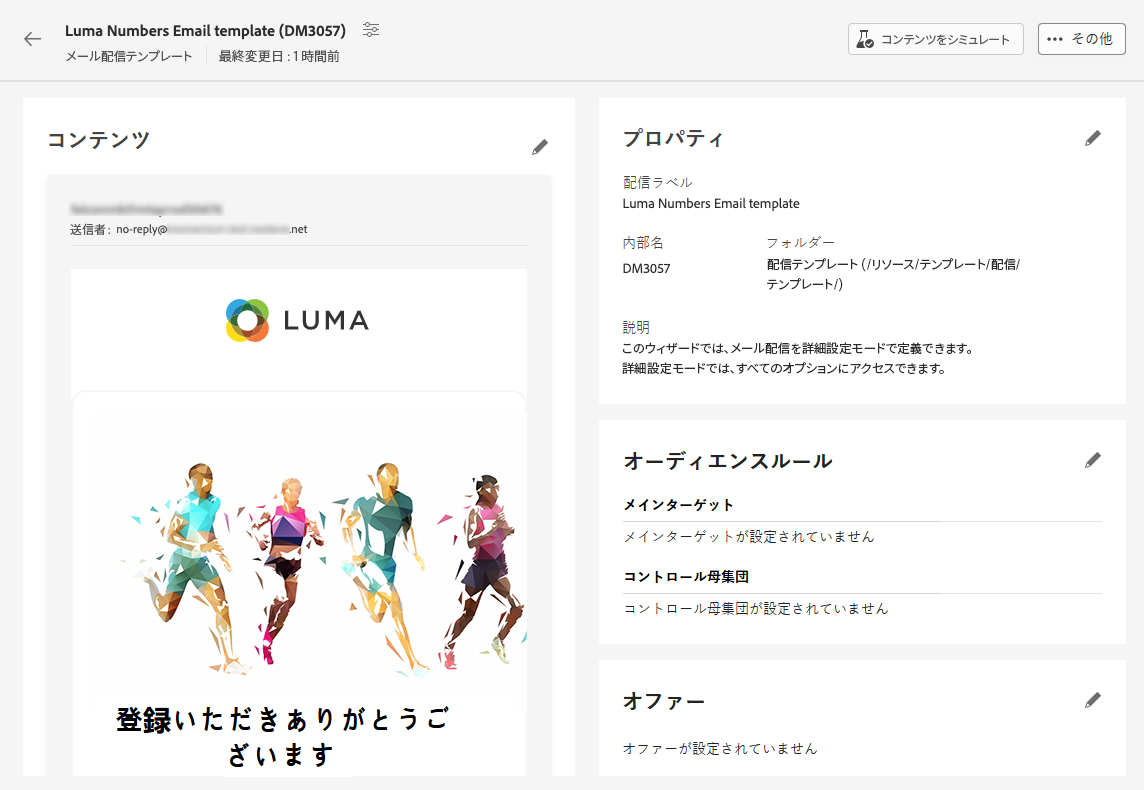 Luma Numbers Email template (DM3057)
メール配信テンプレート 最終変更日 : 1 時間前
コンテンツをシミュレート
••• その他
コンテンツ
送信者： no-reply@ .net
LUMA
登録いただきありがとうご
ざいます
プロパティ
配信ラベル
Luma Numbers Email template
内部名 フォルダー
DM3057 配信テンプレート (/リソース/テンプレート/配信/
テンプレート/)
説明
このウィザードでは、メール配信を詳細設定モードで定義できます。
詳細設定モードでは、すべてのオプションにアクセスできます。
オーディエンスルール
メインターゲット
メインターゲットが設定されていません
コントロール母集団
コントロール母集団が設定されていません
オファー
オファーが設定されていません